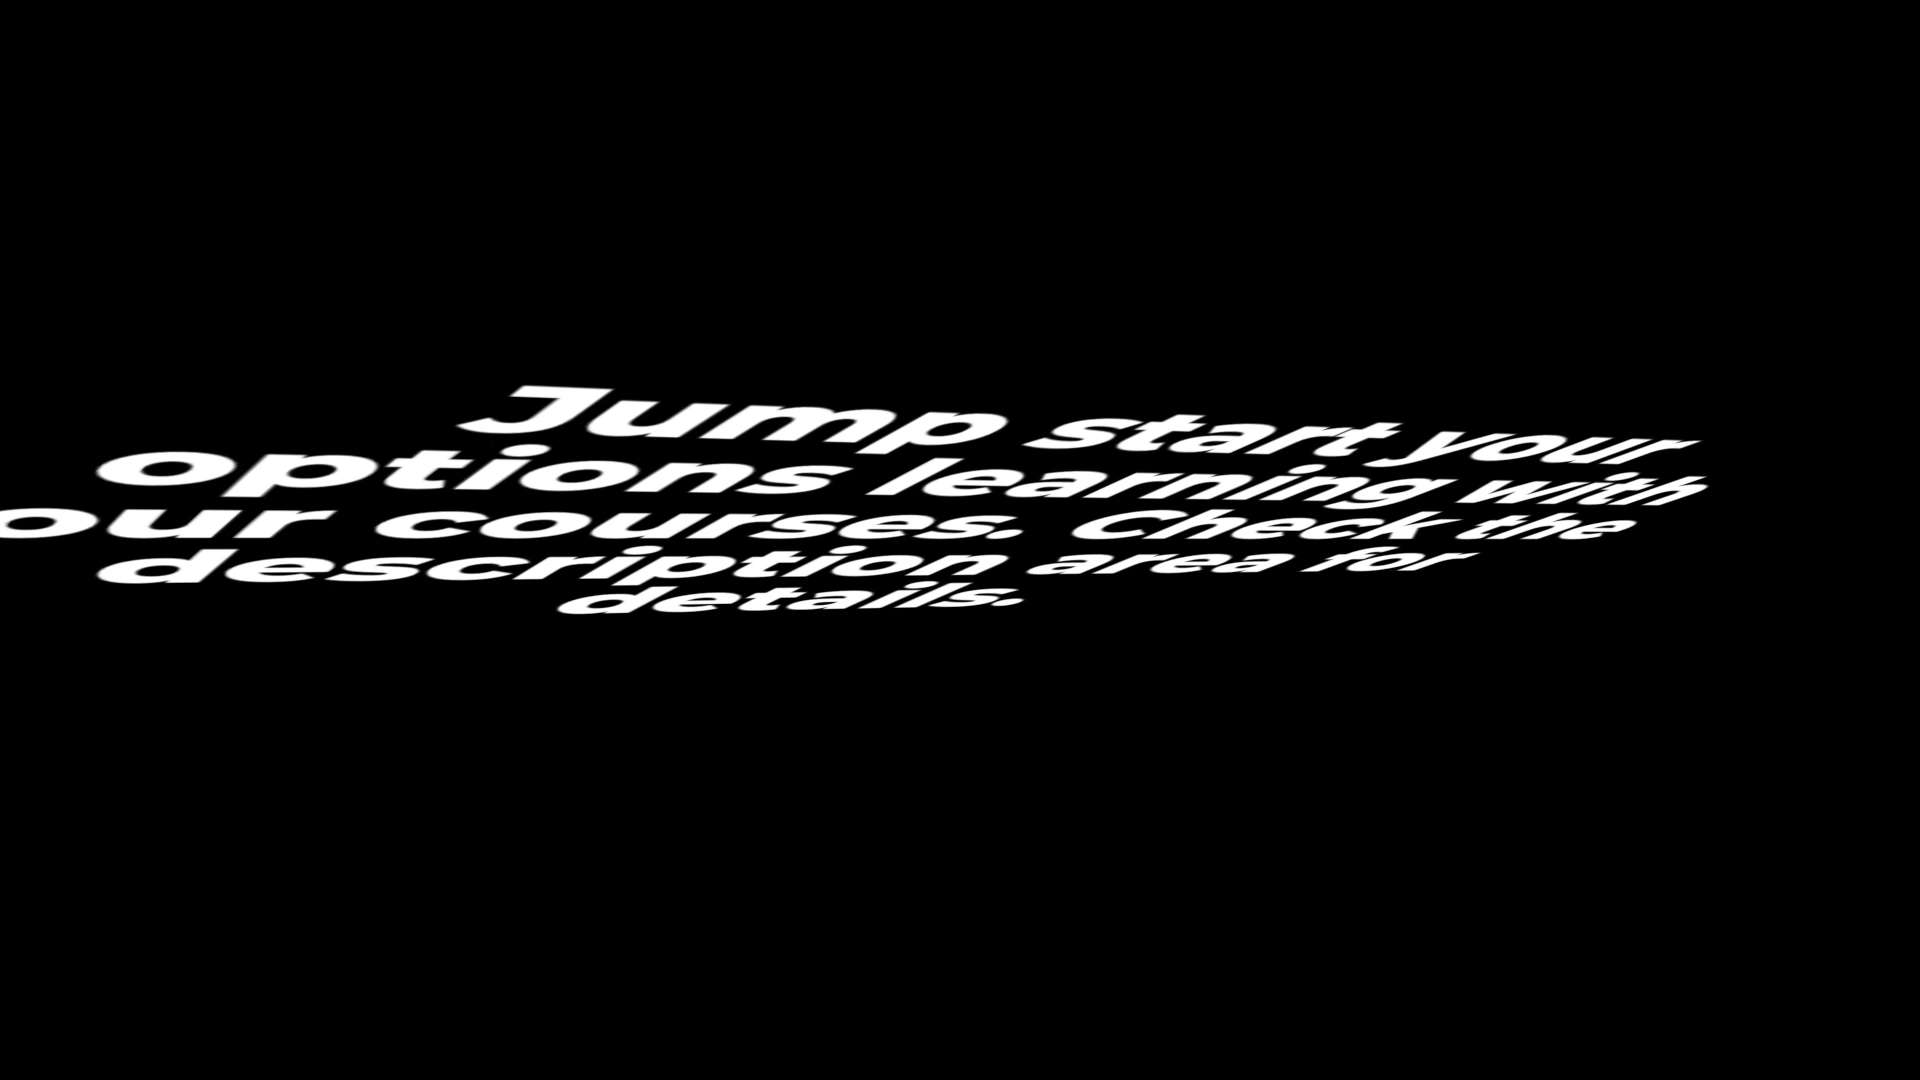 Jump start your
options learning with
our courses. Check the
description area for
details.